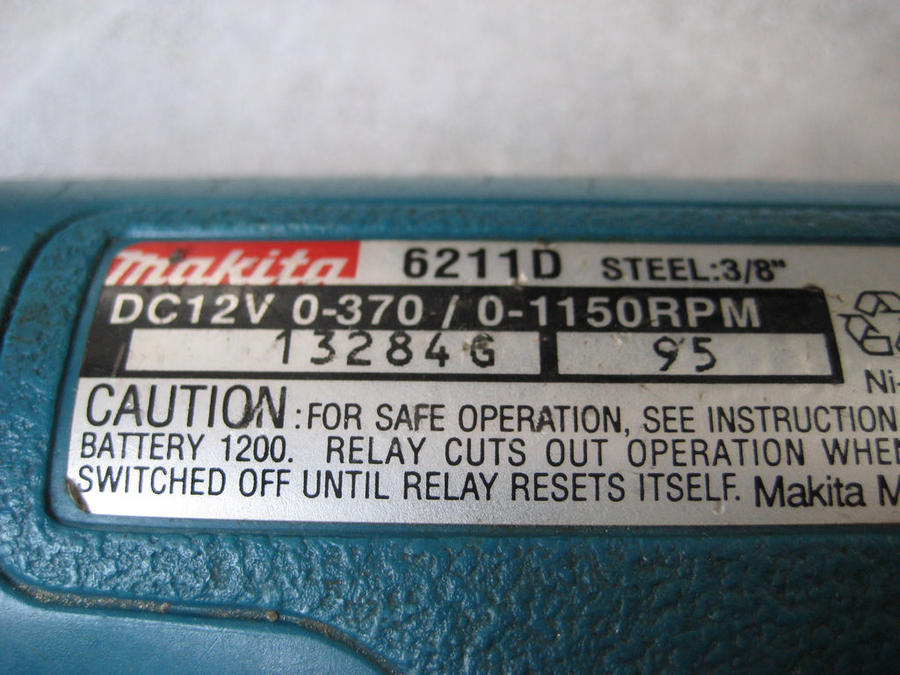 makita 6211D STEEL:3/8"
DC12V 0-370 / 0-1150RPM
13284G 95
Ni-
CAUTION:FOR SAFE OPERATION, SEE INSTRUCTION
BATTERY 1200. RELAY CUTS OUT OPERATION WHEN
SWITCHED OFF UNTIL RELAY RESETS ITSELF. Makita M